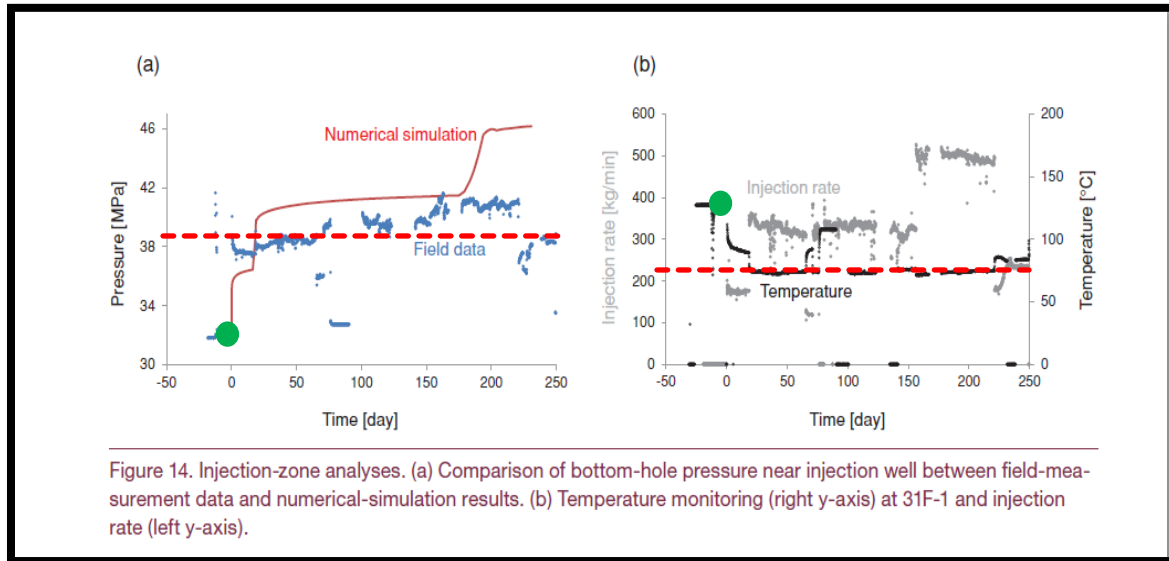 (a)
Pressure [MPa]
46
42
38
34
30
Numerical simulation
Field data
-50 0 50 100 150 200 250
Time [day]
(b)
Injection rate [kg/min]
600
500
400
300
200
100
0
Injection rate
Temperature
200
150
100
50
0
Temperature [°C]
-50 0 50 100 150 200 250
Time [day]
Figure 14. Injection-zone analyses. (a) Comparison of bottom-hole pressure near injection well between field-mea-
surement data and numerical-simulation results. (b) Temperature monitoring (right y-axis) at 31F-1 and injection
rate (left y-axis).